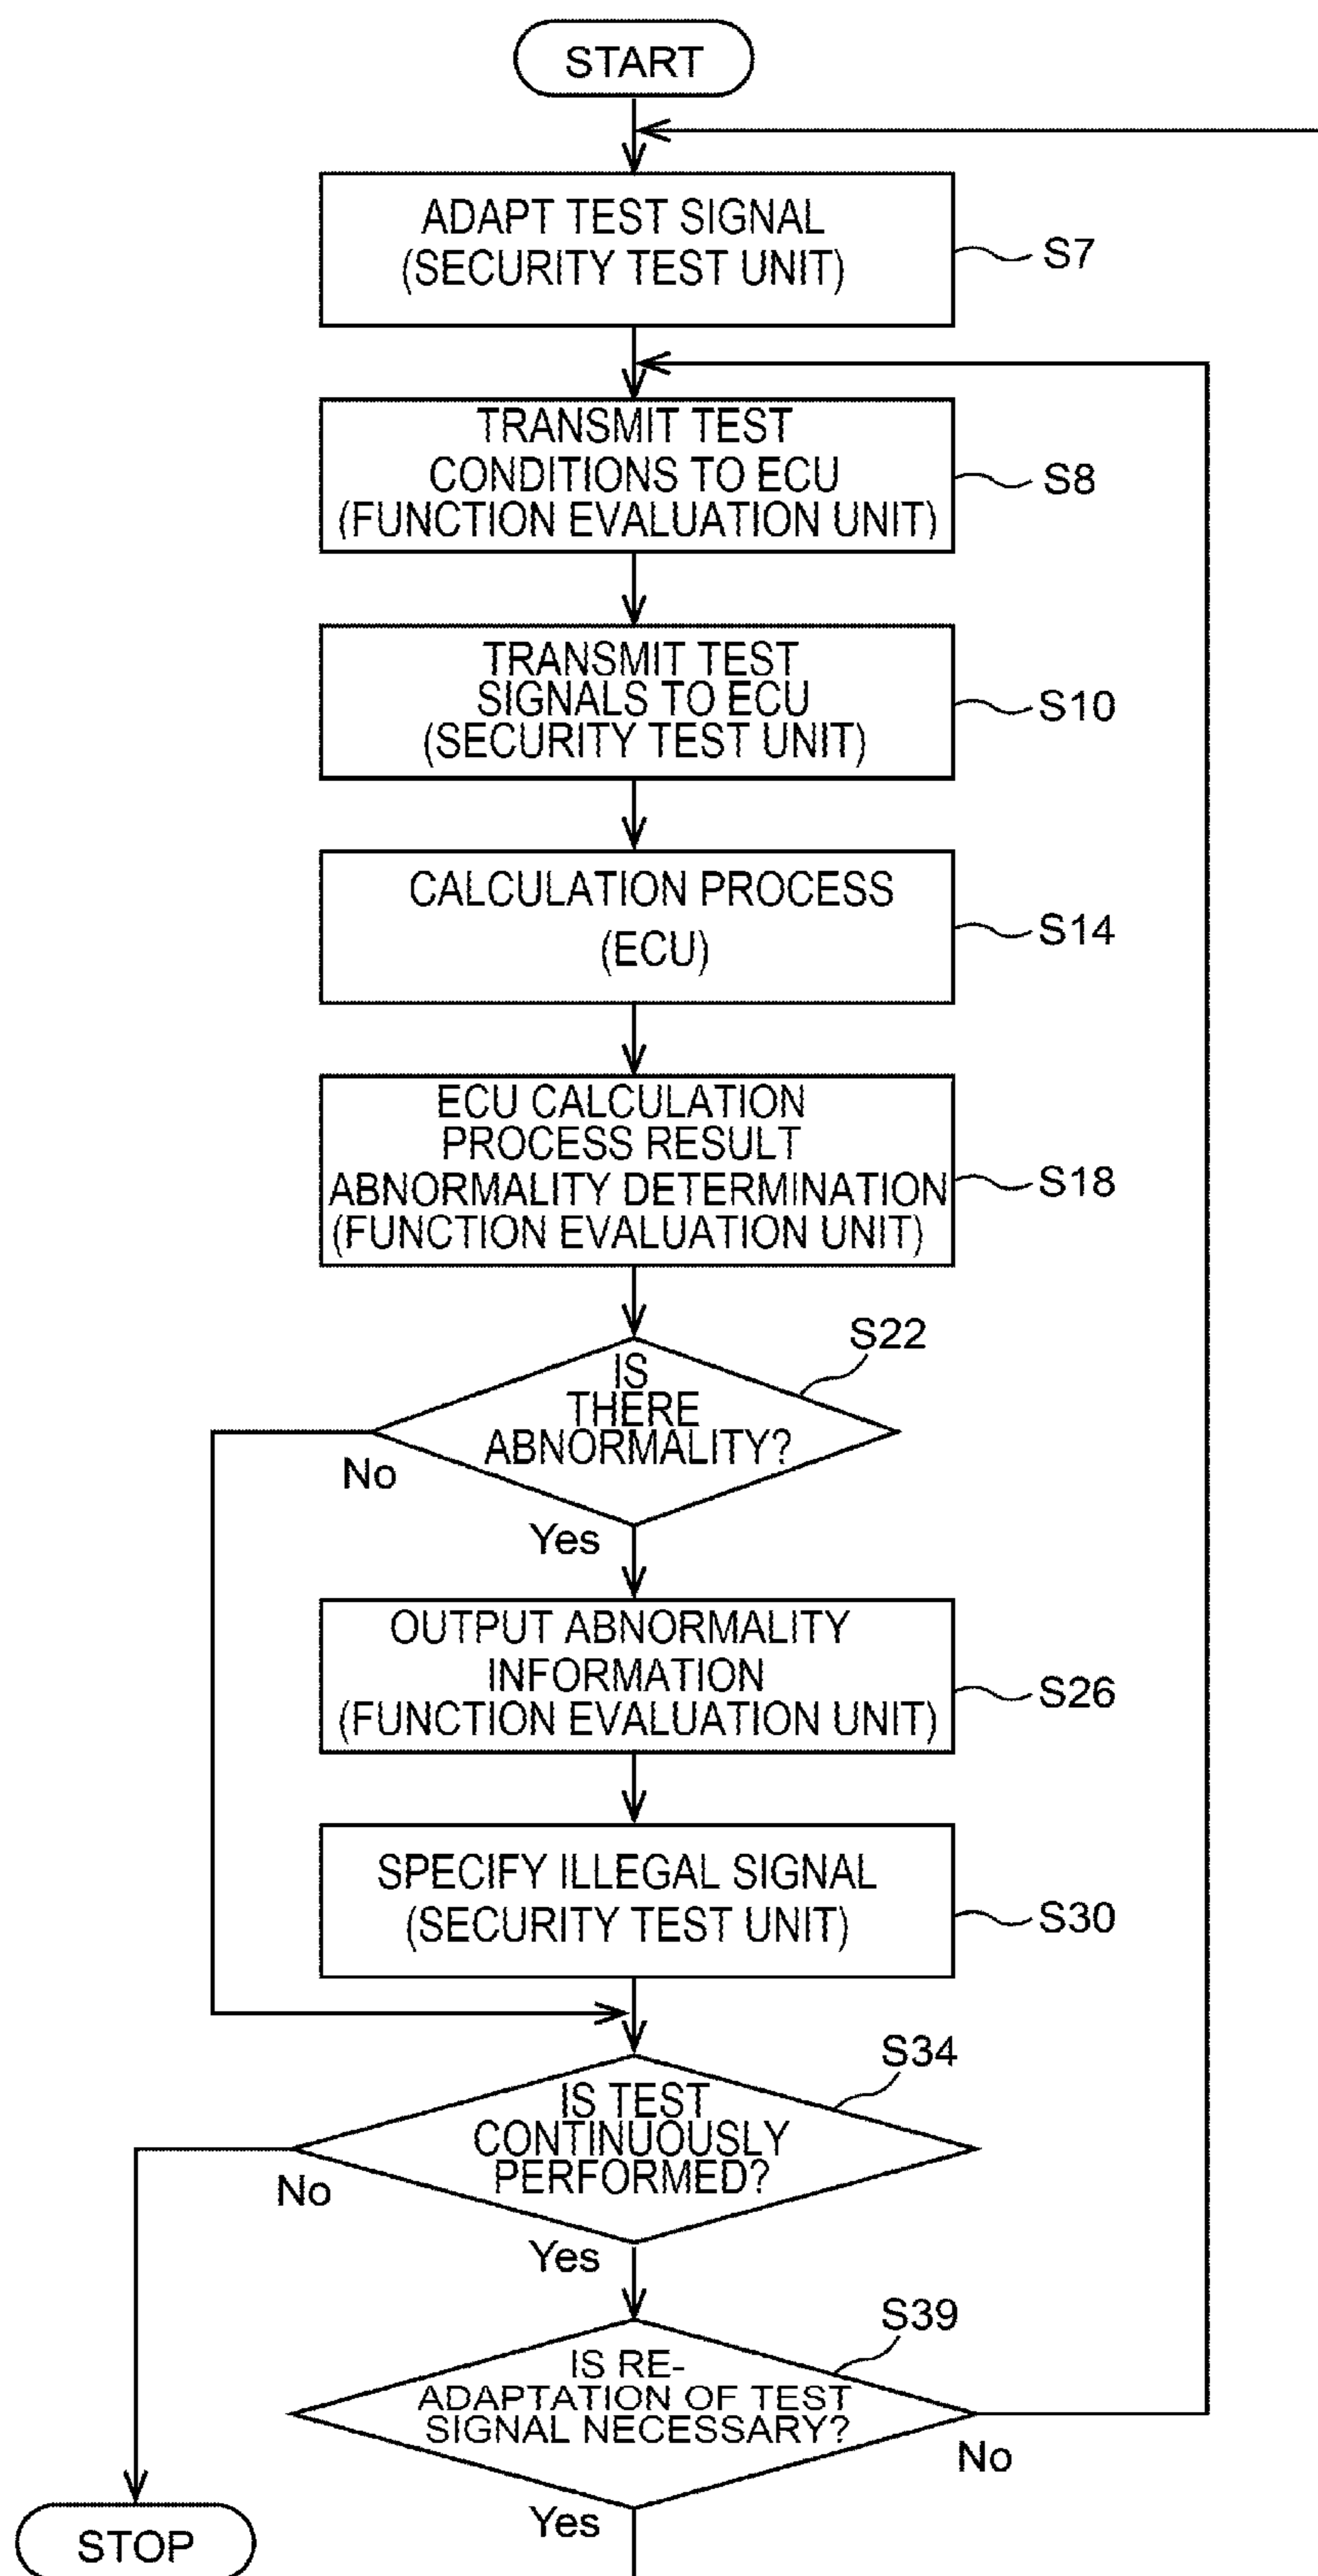 START
ADAPT TEST SIGNAL
(SECURITY TEST UNIT)
S7
TRANSMIT TEST
CONDITIONS TO ECU
(FUNCTION EVALUATION UNIT)
S8
TRANSMIT TEST
SIGNALS TO ECU
(SECURITY TEST UNIT)
S10
CALCULATION PROCESS
(ECU)
S14
ECU CALCULATION
PROCESS RESULT
ABNORMALITY DETERMINATION
(FUNCTION EVALUATION UNIT)
S18
S22
IS
THERE
ABNORMALITY?
No
Yes
OUTPUT ABNORMALITY
INFORMATION
(FUNCTION EVALUATION UNIT)
S26
SPECIFY ILLEGAL SIGNAL
(SECURITY TEST UNIT)
S30
S34
IS TEST
CONTINUOUSLY
PERFORMED?
No
Yes
S39
IS RE-
ADAPTATION OF TEST
SIGNAL NECESSARY?
No
Yes
STOP